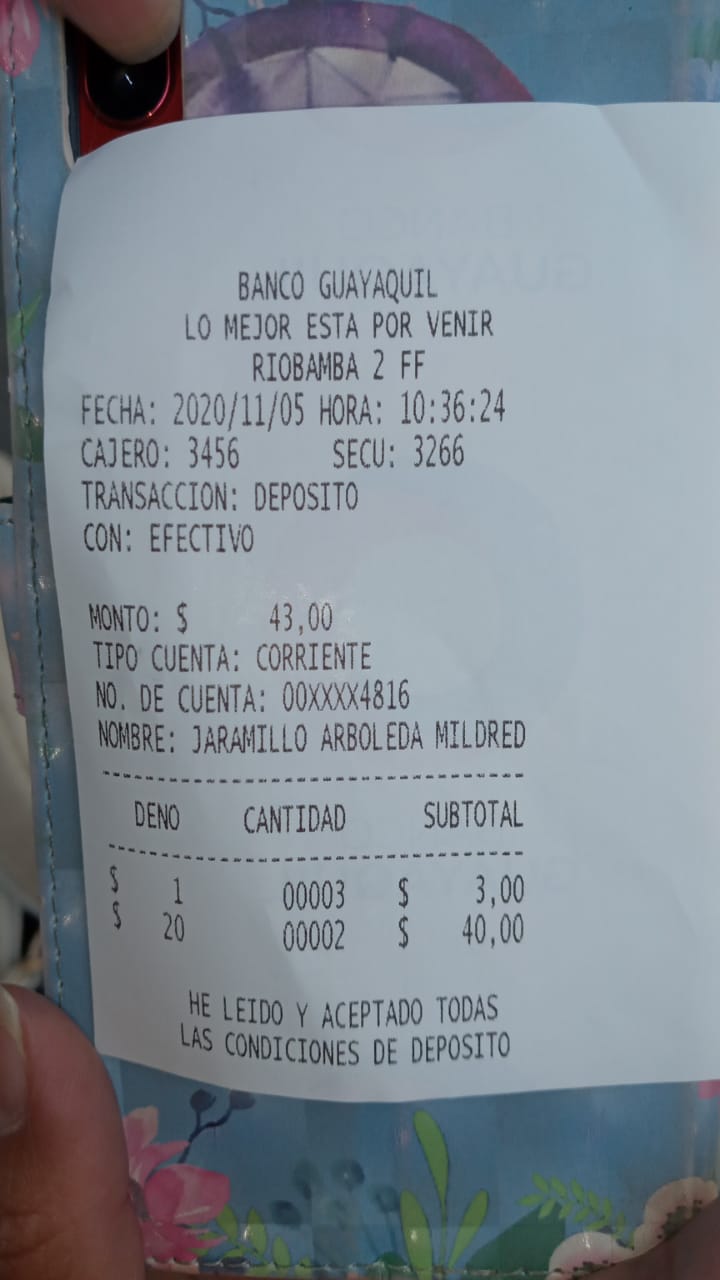 BANCO GUAYAQUIL
LO MEJOR ESTA POR VENIR
RIOBAMBA 2 FF
FECHA: 2020/11/05 HORA: 10:36:24
CAJERO: 3456 SECU: 3266
TRANSACCION: DEPOSITO
CON: EFECTIVO
MONTO: $ 43,00
TIPO CUENTA: CORRIENTE
NO. DE CUENTA: 00XXXX4816
NOMBRE: JARAMILLO ARBOLEDA MILDRED
DENO CANTIDAD SUBTOTAL
$ 1 00003 $ 3,00
$ 20 00002 $ 40,00
HE LEIDO Y ACEPTADO TODAS
LAS CONDICIONES DE DEPOSITO